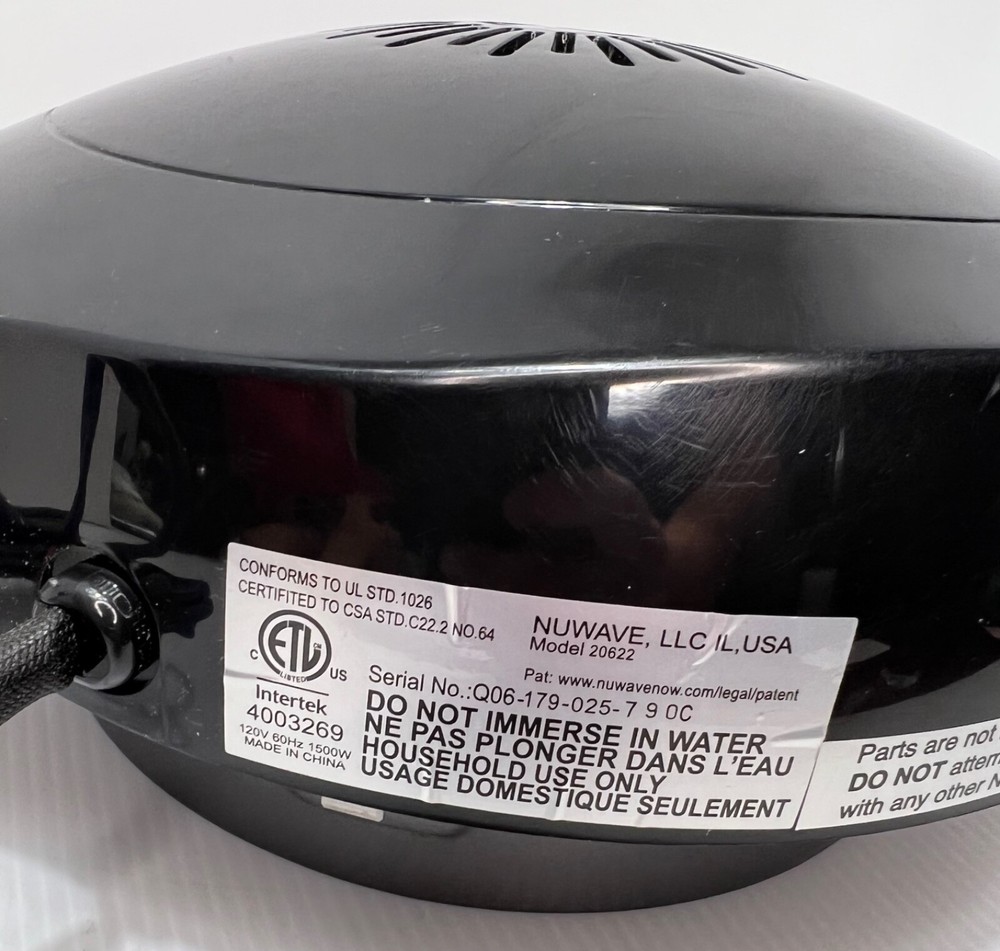 CONFORMS TO UL STD.1026
CERTIFITED TO CSA STD.C22.2 NO.64
ETL
C LISTED US
Intertek
4003269
120V 60Hz 1500W
MADE IN CHINA
NUWAVE, LLC IL,USA
Model 20622
Pat: www.nuwavenow.com/legal/patent
Serial No.:Q06-179-025-7 9 0C
DO NOT IMMERSE IN WATER
NE PAS PLONGER DANS L'EAU
HOUSEHOLD USE ONLY
USAGE DOMESTIQUE SEULEMENT
Parts are not
DO NOT attem
with any other N